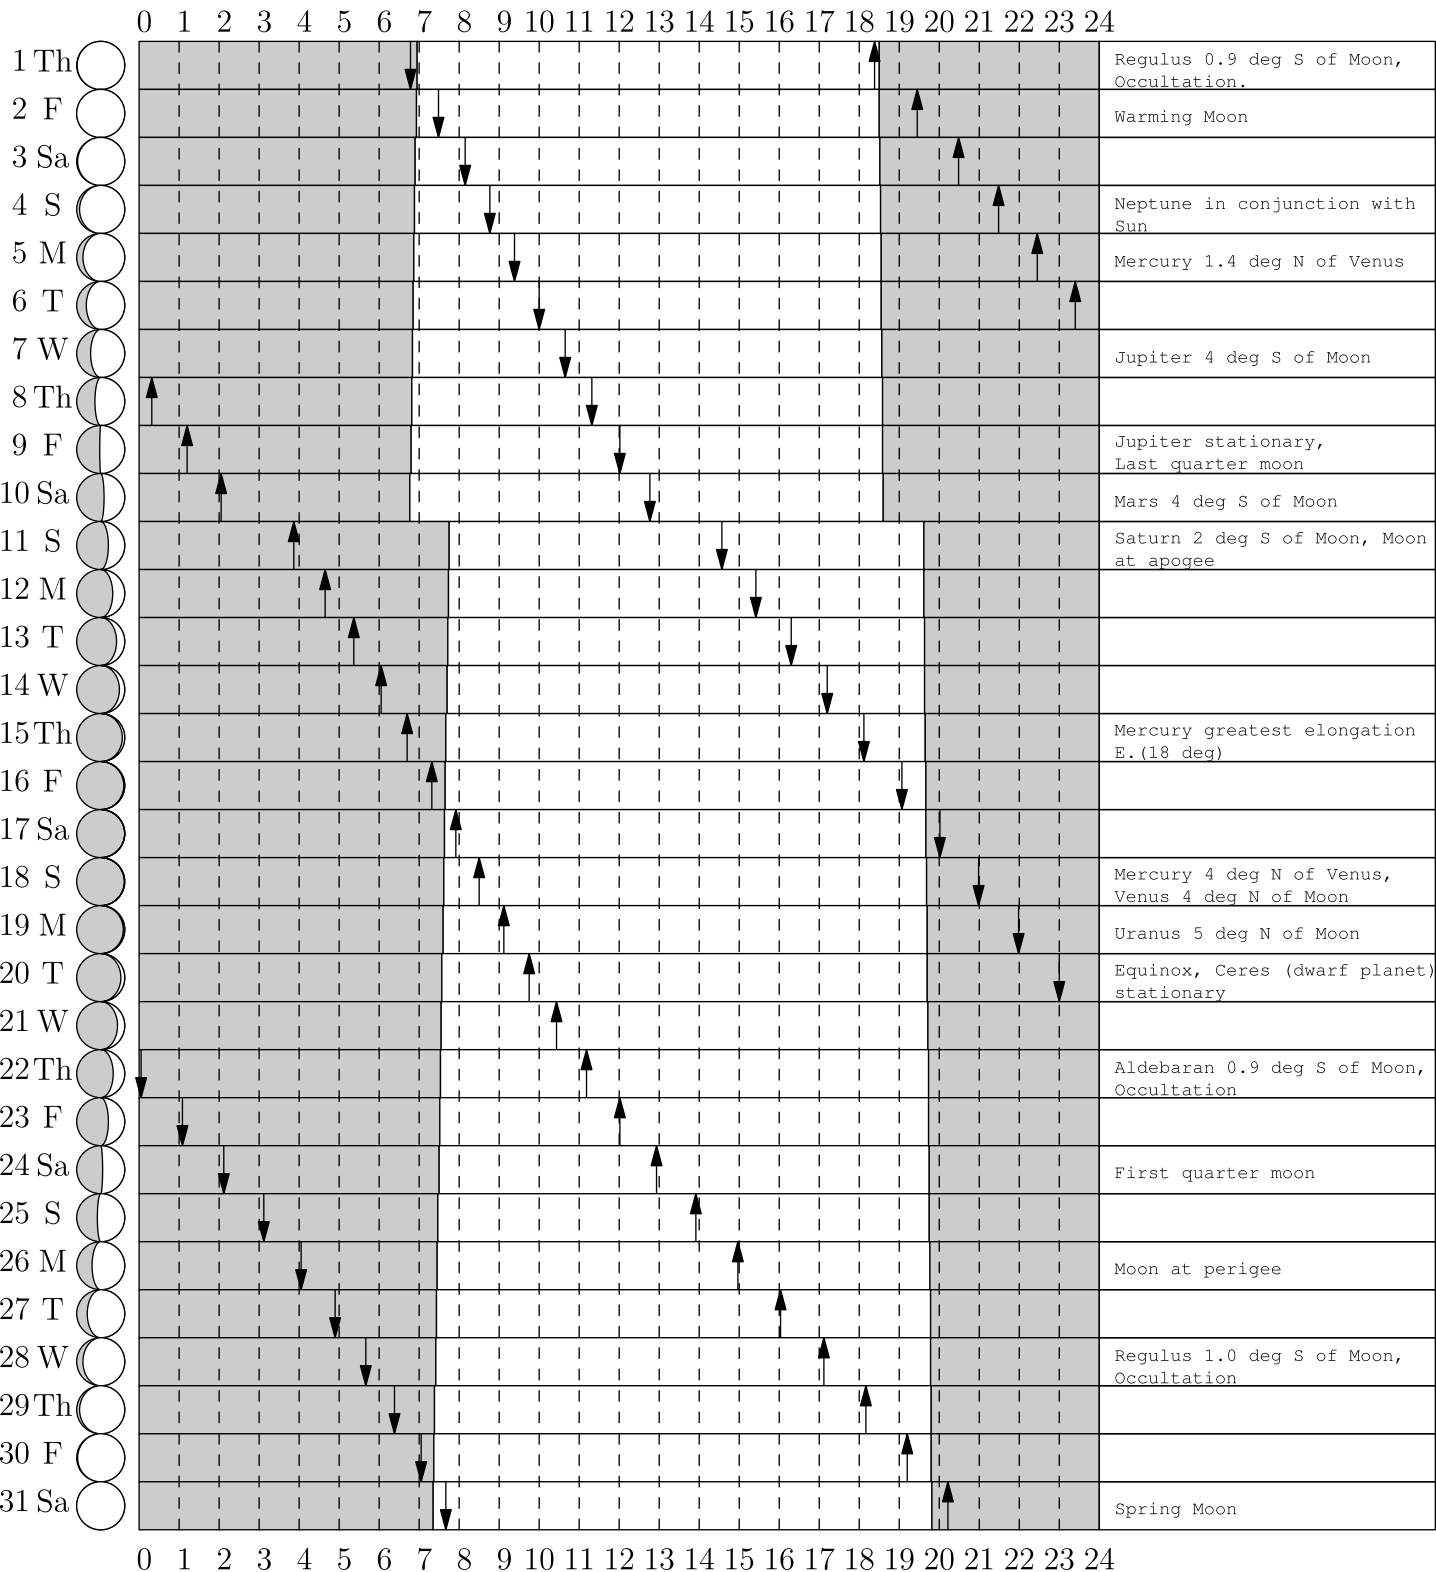 0 1 2 3 4 5 6 7 8 9 10 11 12 13 14 15 16 17 18 19 20 21 22 23 24
1 Th Regulus 0.9 deg S of Moon,
Occultation.
2 F Warming Moon
3 Sa
4 S Neptune in conjunction with
Sun
5 M Mercury 1.4 deg N of Venus
6 T
7 W Jupiter 4 deg S of Moon
8 Th
9 F Jupiter stationary,
Last quarter moon
10 Sa Mars 4 deg S of Moon
11 S Saturn 2 deg S of Moon, Moon
at apogee
12 M
13 T
14 W
15 Th Mercury greatest elongation
E.(18 deg)
16 F
17 Sa
18 S Mercury 4 deg N of Venus,
Venus 4 deg N of Moon
19 M Uranus 5 deg N of Moon
20 T Equinox, Ceres (dwarf planet)
stationary
21 W
22 Th Aldebaran 0.9 deg S of Moon,
Occultation
23 F
24 Sa First quarter moon
25 S
26 M Moon at perigee
27 T
28 W Regulus 1.0 deg S of Moon,
Occultation
29 Th
30 F
31 Sa Spring Moon
0 1 2 3 4 5 6 7 8 9 10 11 12 13 14 15 16 17 18 19 20 21 22 23 24